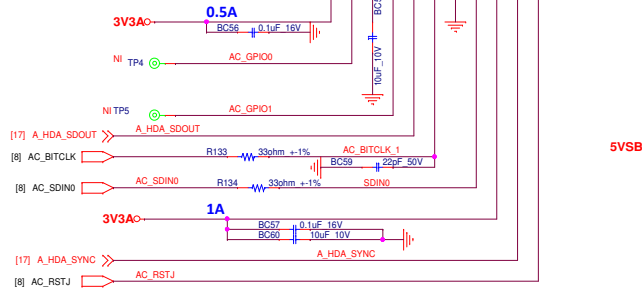 0.5A
3V3A
BC56 0.1uF_16V
10uF_10V
NI TP4 AC_GPIO0
NI TP5 AC_GPIO1
[17] A_HDA_SDOUT A_HDA_SDOUT
5VSB
[8] AC_BITCLK R133 33ohm +-1% AC_BITCLK_1
BC59 22pF_50V
[8] AC_SDIN0 AC_SDIN0 R134 33ohm +-1% SDIN0
1A
3V3A
BC57 0.1uF_16V
BC60 10uF_10V
[17] A_HDA_SYNC A_HDA_SYNC
[8] AC_RSTJ AC_RSTJ